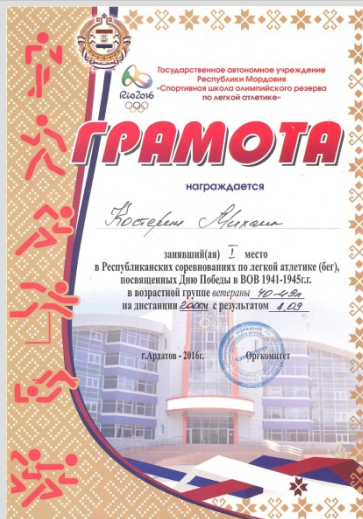 Rio2016
Государственное автономное учреждение
Республики Мордовия
«Спортивная школа олимпийского резерва
по легкой атлетике»
ГРАМОТА
награждается
Михаил
занявший(ая) I место
в Республиканских соревнованиях по легкой атлетике (бег),
посвященных Дню Победы в ВОВ 1941-1945г.г.
в возрастной группе ветераны 40-49л
на дистанции с результатом 8,09
г.Ардатов - 2016г. Оргкомитет